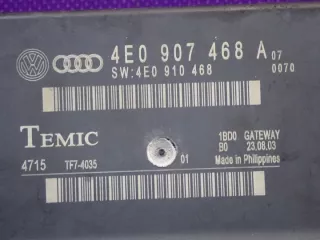 4E0 907 468 A 07
0070
SW:4E0 910 468
TEMIC
1BD0 GATEWAY
B0 23.08.03
4715 TF7-4035 01 Made in Philippines